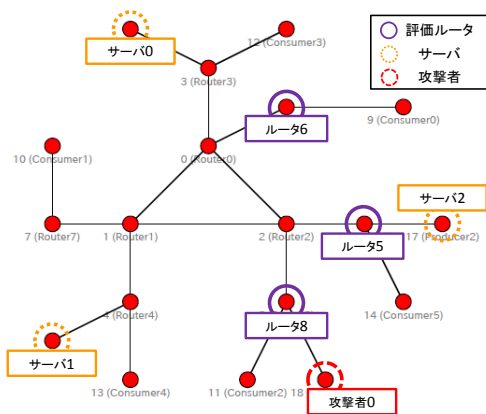 評価ルータ
サーバ
攻撃者
サーバ0
12 (Consumer3)
3 (Router3)
ルータ6
9 (Consumer0)
0 (Router0)
10 (Consumer1)
サーバ2
7 (Router7)
1 (Router1)
2 (Router2)
17 (Producer2)
ルータ5
4 (Router4)
14 (Consumer5)
ルータ8
サーバ1
13 (Consumer4)
11 (Consumer2)
18
攻撃者0